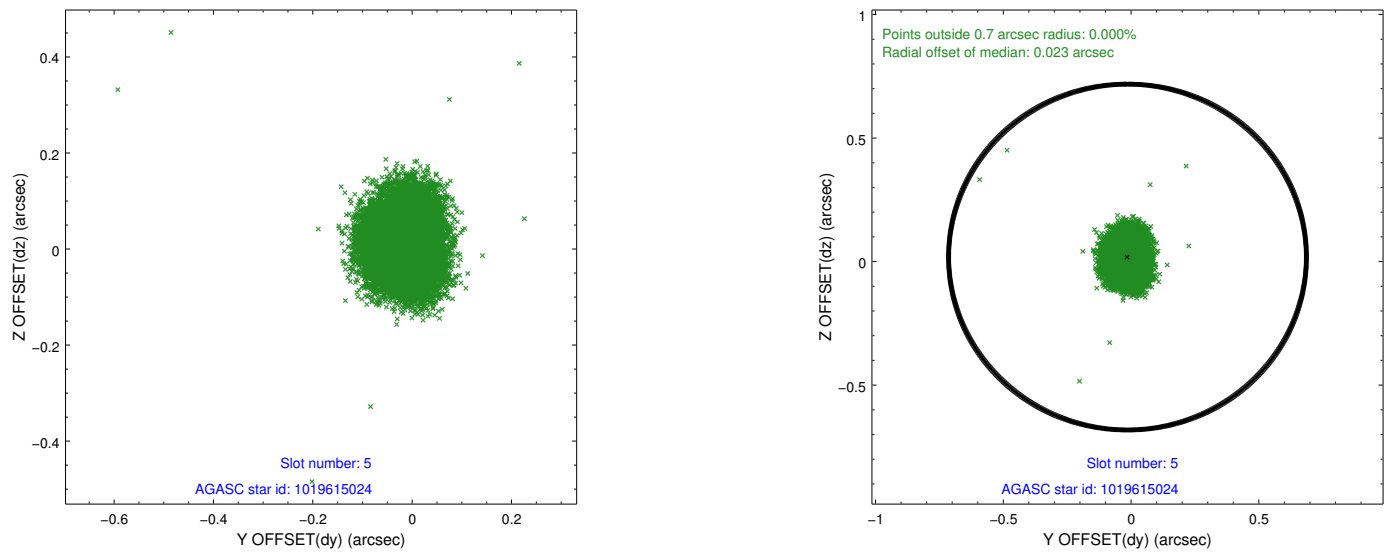 0.4
0.2
0
−0.2
−0.4
Z OFFSET(dz) (arcsec)
Slot number: 5
AGASC star id: 1019615024
−0.6
−0.4
−0.2
0
0.2
Y OFFSET(dy) (arcsec)
1
0.5
0
−0.5
Z OFFSET(dz) (arcsec)
Points outside 0.7 arcsec radius: 0.000%
Radial offset of median: 0.023 arcsec
Slot number: 5
AGASC star id: 1019615024
−1
−0.5
0
0.5
Y OFFSET(dy) (arcsec)